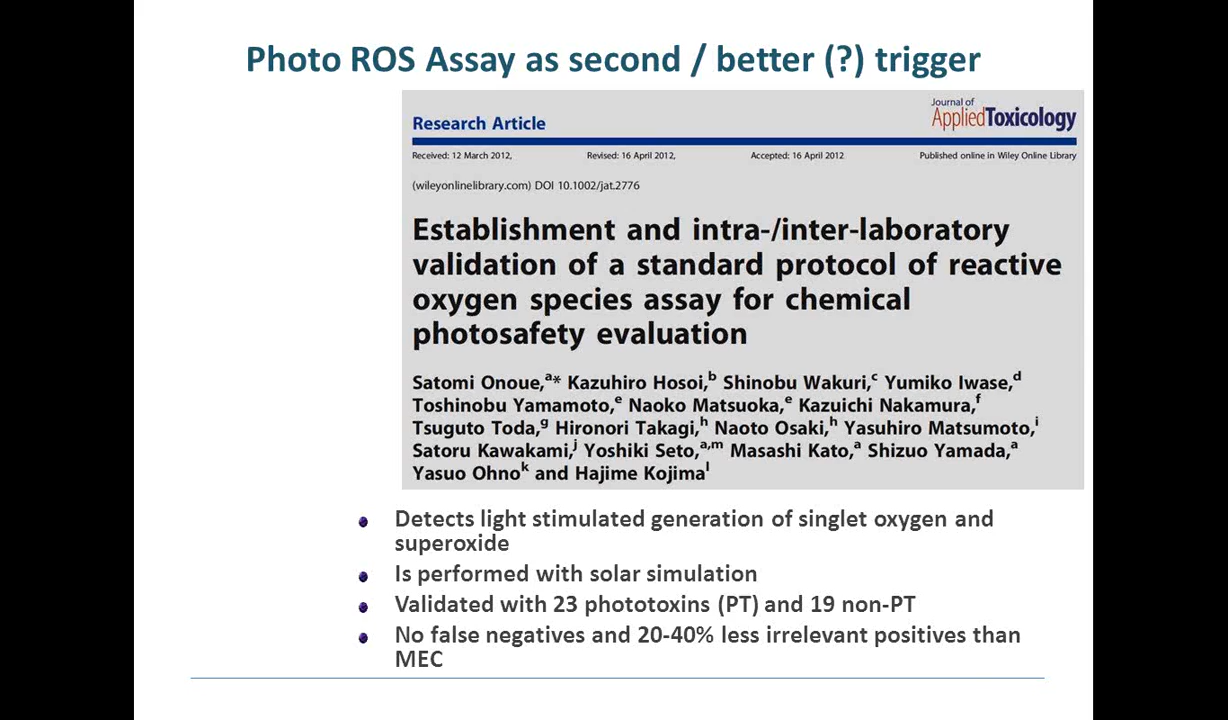 Photo ROS Assay as second / better (?) trigger
Journal of
AppliedToxicology
Research Article
Received: 12 March 2012, Revised: 16 April 2012, Accepted: 16 April 2012 Published online in Wiley Online Library
(wileyonlinelibrary.com) DOI 10.1002/jat.2776
Establishment and intra-/inter-laboratory
validation of a standard protocol of reactive
oxygen species assay for chemical
photosafety evaluation
Satomi Onoue,a* Kazuhiro Hosoi,b Shinobu Wakuri,c Yumiko Iwase,d
Toshinobu Yamamoto,e Naoko Matsuoka,e Kazuichi Nakamura,f
Tsuguto Toda,g Hironori Takagi,h Naoto Osaki,h Yasuhiro Matsumoto,i
Satoru Kawakami,j Yoshiki Seto,a,m Masashi Kato,a Shizuo Yamada,a
Yasuo Ohnok and Hajime Kojimal
Detects light stimulated generation of singlet oxygen and
superoxide
Is performed with solar simulation
Validated with 23 phototoxins (PT) and 19 non-PT
No false negatives and 20-40% less irrelevant positives than
MEC